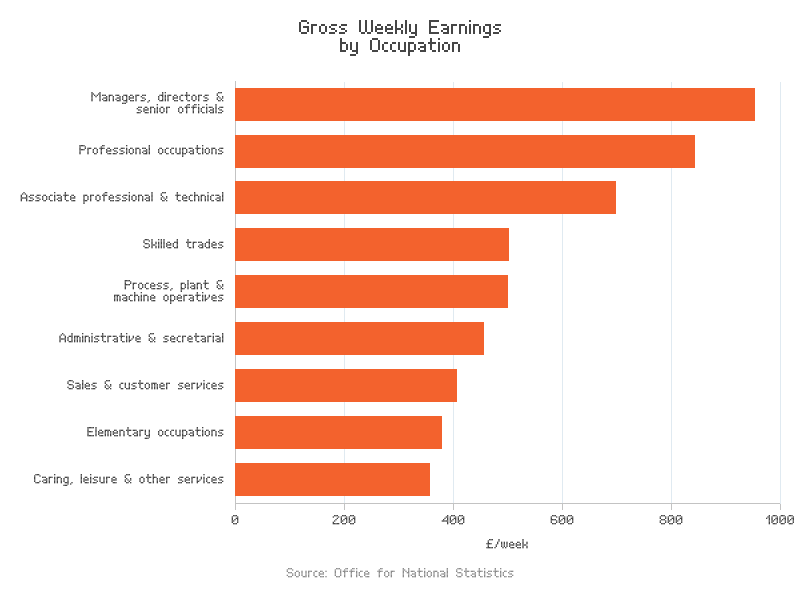 Gross Weekly Earnings
by Occupation
Managers, directors &
senior officials
Professional occupations
Associate professional & technical
Skilled trades
Process, plant &
machine operatives
Administrative & secretarial
Sales & customer services
Elementary occupations
Caring, leisure & other services
0 200 400 600 800 1000
£/week
Source: Office for National Statistics